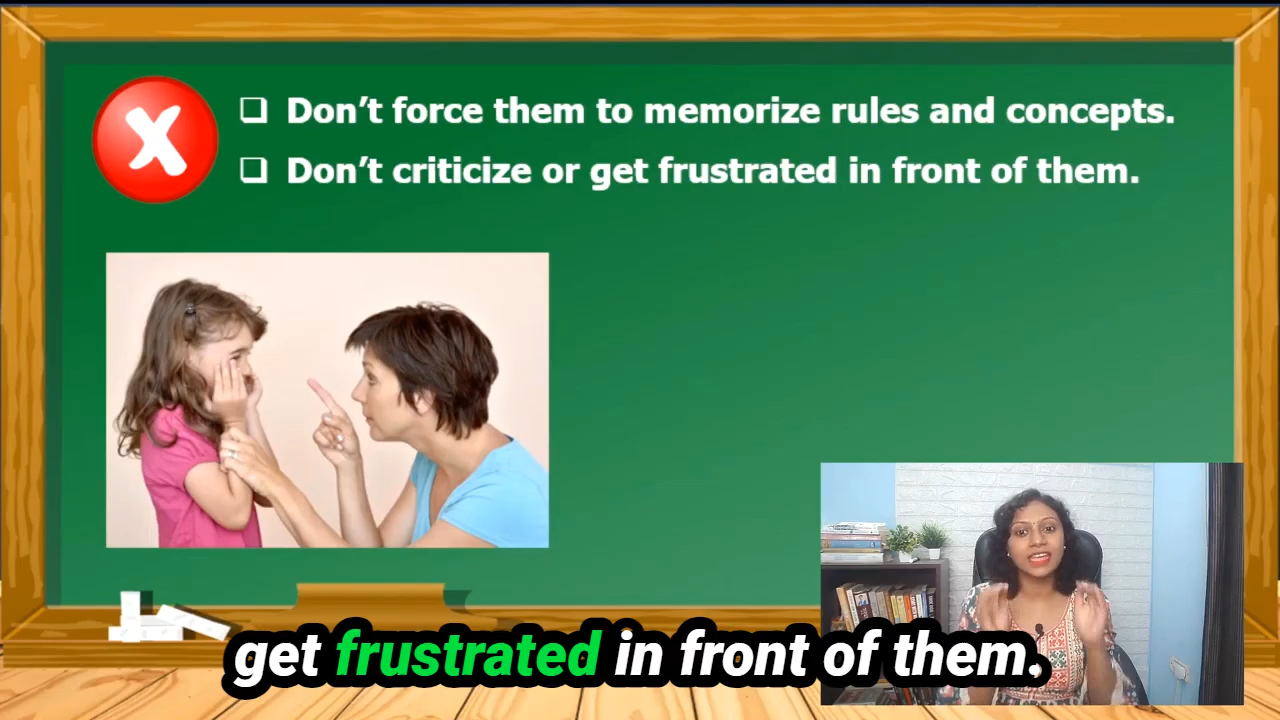 ❑ Don’t force them to memorize rules and concepts.
❑ Don’t criticize or get frustrated in front of them.
get frustrated in front of them.